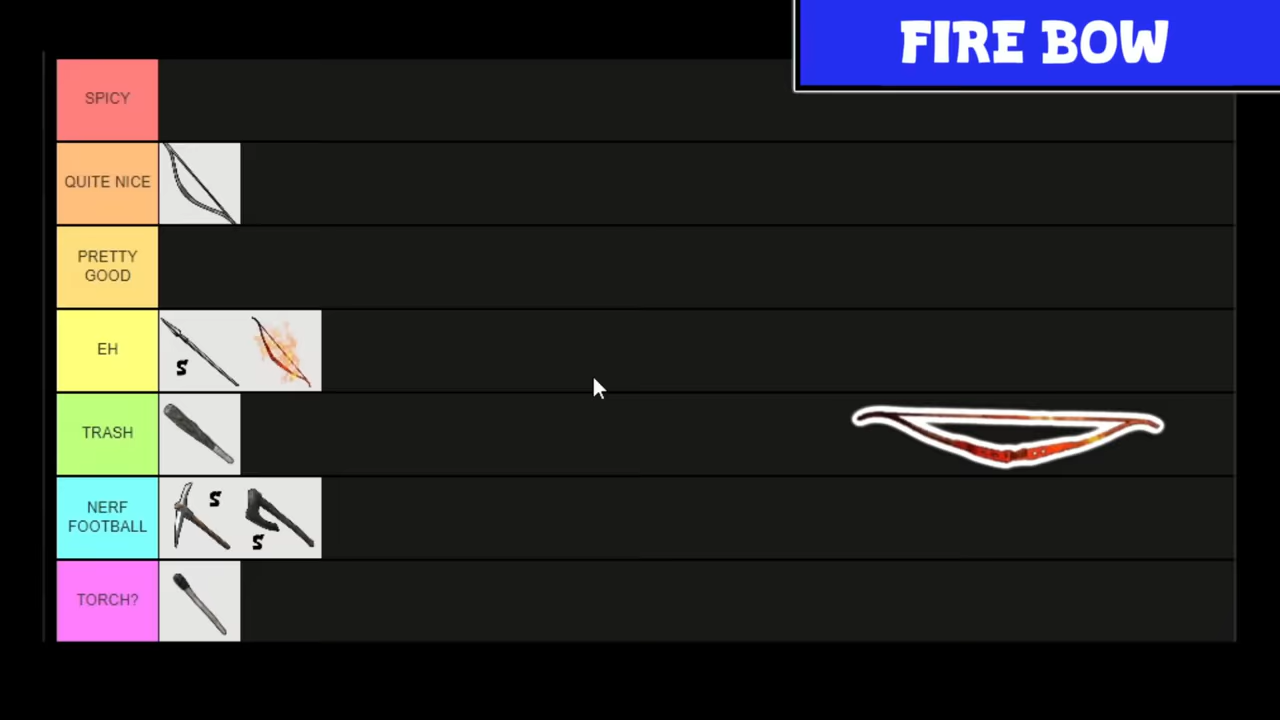 FIRE BOW
SPICY
QUITE NICE
PRETTY
GOOD
EH
S
TRASH
NERF
FOOTBALL
S
S
TORCH?